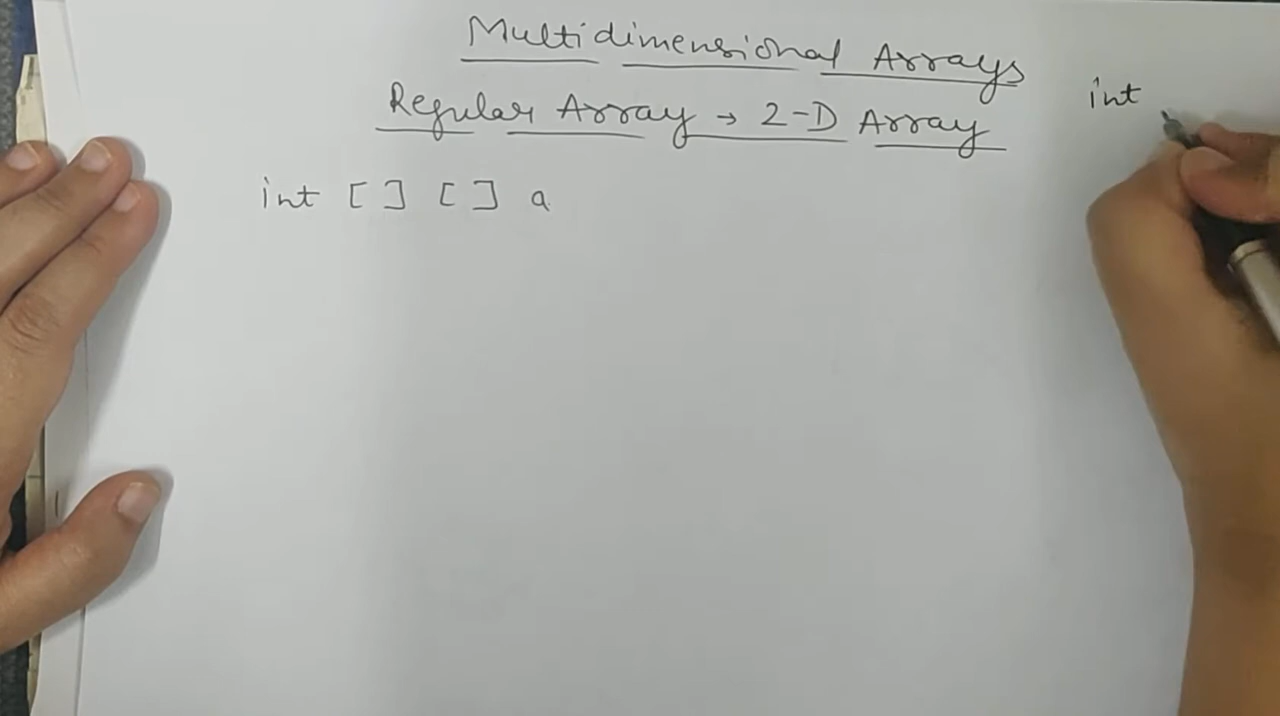 Multidimensional Arrays
Regular Array → 2-D Array
int
int [ ] [ ] a